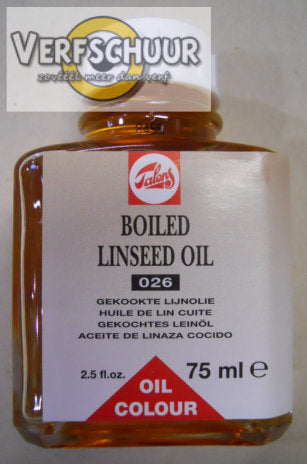 VERFSCHUUR
zoveel meer dan verf
Talens
BOILED
LINSEED OIL
026
GEKOOKTE LIJNOLIE
HUILE DE LIN CUITE
GEKOCHTES LEINÖL
ACEITE DE LINAZA COCIDO
2.5 fl.oz. 75 ml e
OIL
COLOUR